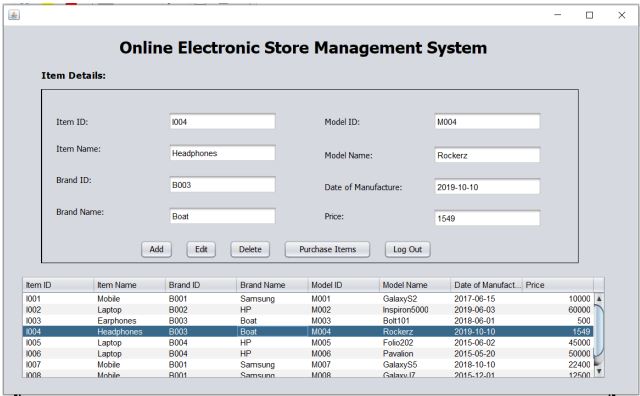 Online Electronic Store Management System
Item Details:
Item ID: I004 Model ID: M004
Item Name: Headphones Model Name: Rockerz
Brand ID: B003 Date of Manufacture: 2019-10-10
Brand Name: Boat Price: 1549
Add Edit Delete Purchase Items Log Out
Item ID Item Name Brand ID Brand Name Model ID Model Name Date of Manufact... Price
I001 Mobile B001 Samsung M001 GalaxyS2 2017-06-15 10000
I002 Laptop B002 HP M002 Inspiron5000 2019-06-03 60000
I003 Earphones B003 Boat M003 Bolt101 2018-06-01 500
I004 Headphones B003 Boat M004 Rockerz 2019-10-10 1549
I005 Laptop B004 HP M005 Folio202 2015-06-02 45000
I006 Laptop B004 HP M006 Pavalion 2015-05-20 50000
I007 Mobile B001 Samsung M007 GalaxyS5 2018-10-10 22400
I008 Mobile B001 Samsung M008 GalaxyJ7 2015-12-01 12500